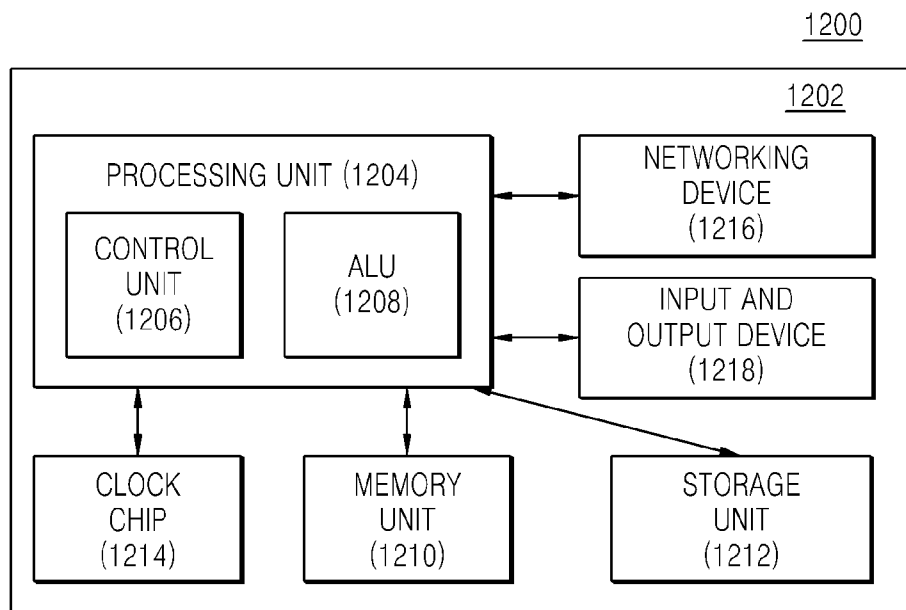 1200
1202
PROCESSING UNIT (1204)
CONTROL
UNIT
(1206)
ALU
(1208)
NETWORKING
DEVICE
(1216)
INPUT AND
OUTPUT DEVICE
(1218)
CLOCK
CHIP
(1214)
MEMORY
UNIT
(1210)
STORAGE
UNIT
(1212)